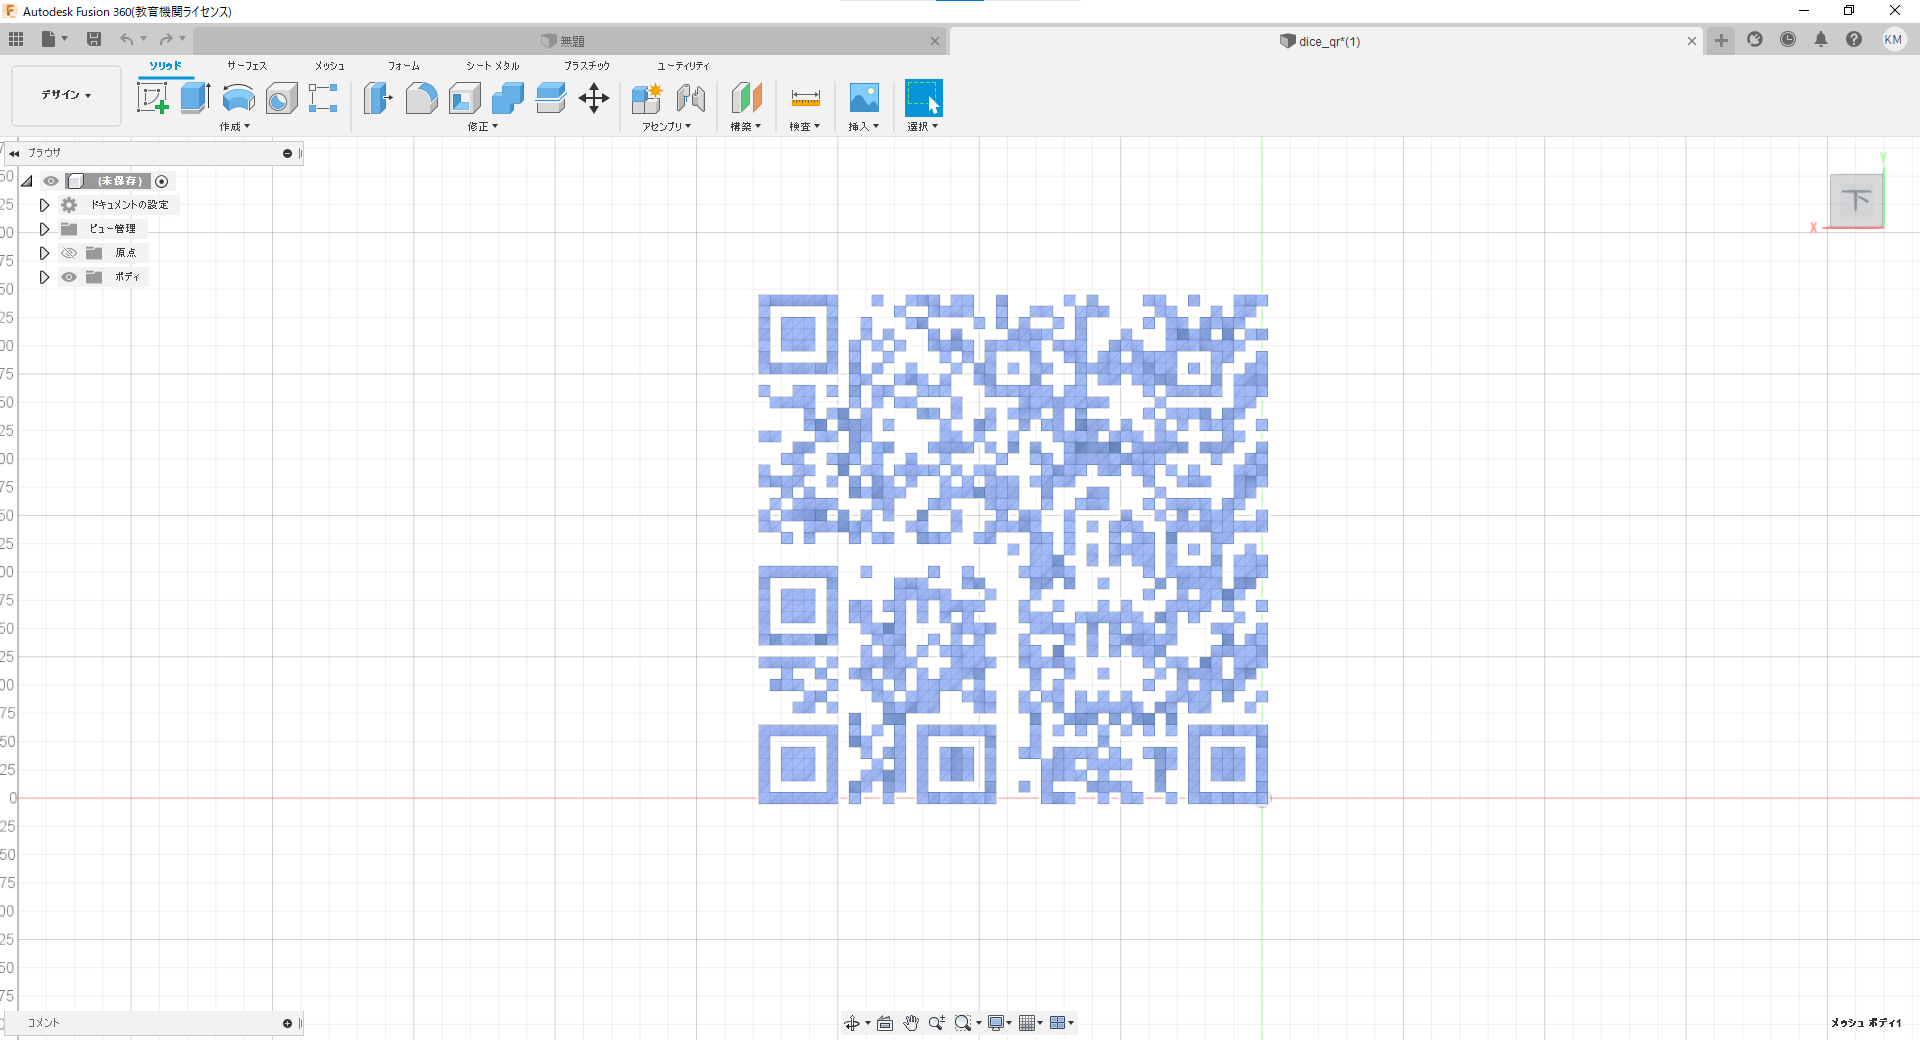 Autodesk Fusion 360(教育機関ライセンス)
無題
dice_qr*(1)
KM
デザイン
ソリッド
サーフェス
メッシュ
フォーム
シート メタル
プラスチック
ユーティリティ
作成
修正
アセンブリ
構築
検査
挿入
選択
ブラウザ
(未保存)
ドキュメントの設定
ビュー管理
原点
ボディ
Y
下
X
50
25
00
75
50
25
00
75
50
25
00
75
50
25
00
75
50
25
00
75
50
25
0
25
50
75
00
25
50
75
コメント
メッシュ ボディ1